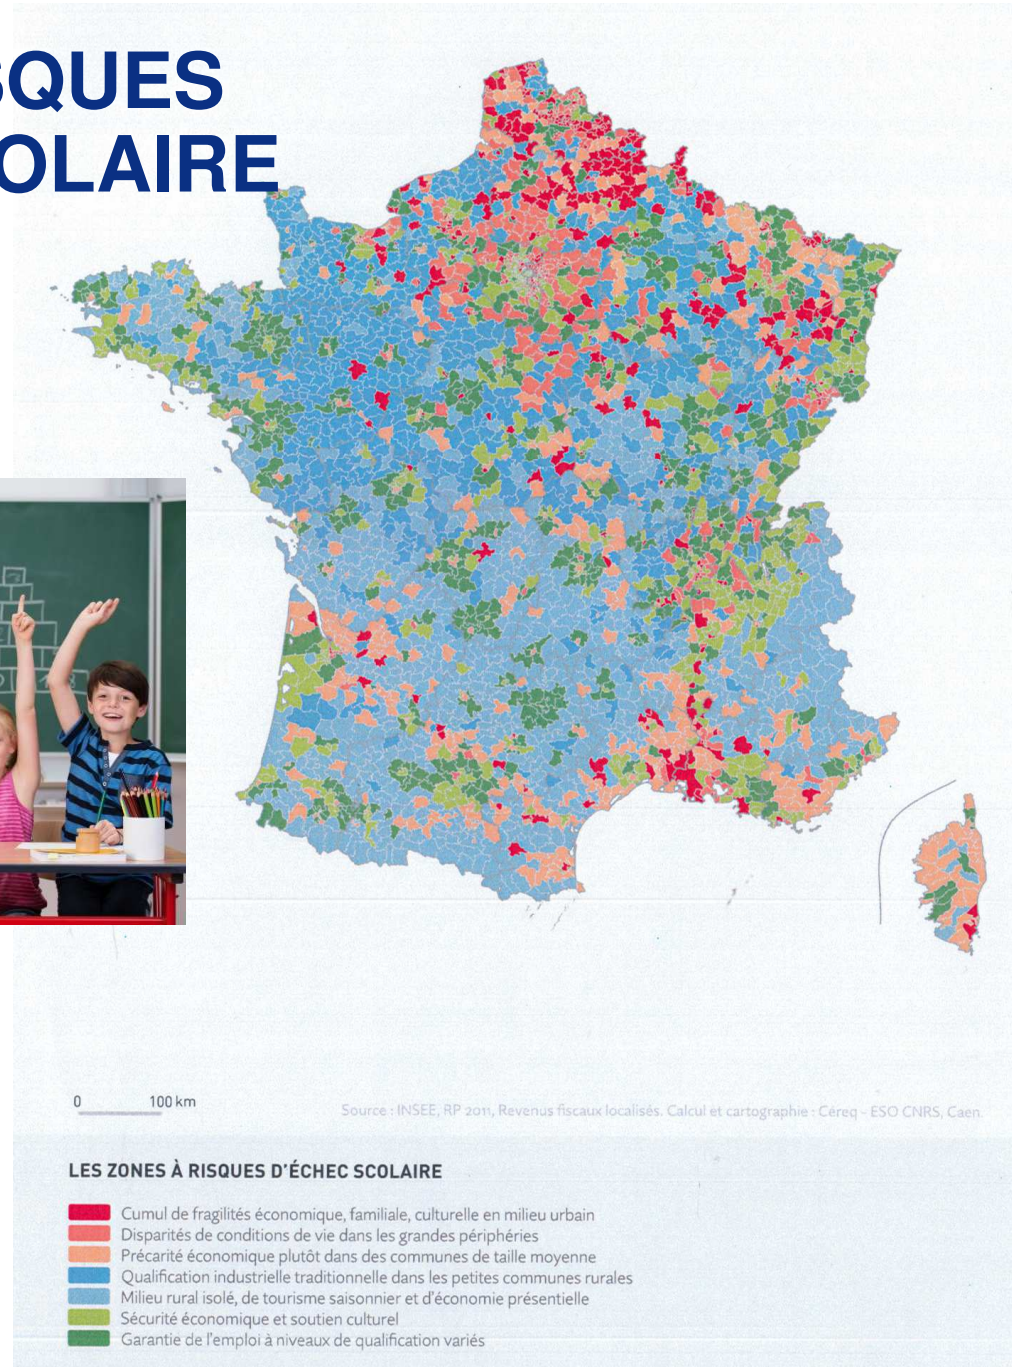 SQUES
OLAIRE
0 100 km
Source : INSEE, RP 2011, Revenus fiscaux localisés. Calcul et cartographie : Céreq - ESO CNRS, Caen.
LES ZONES À RISQUES D'ÉCHEC SCOLAIRE
Cumul de fragilités économique, familiale, culturelle en milieu urbain
Disparités de conditions de vie dans les grandes périphéries
Précarité économique plutôt dans des communes de taille moyenne
Qualification industrielle traditionnelle dans les petites communes rurales
Milieu rural isolé, de tourisme saisonnier et d'économie présentielle
Sécurité économique et soutien culturel
Garantie de l'emploi à niveaux de qualification variés